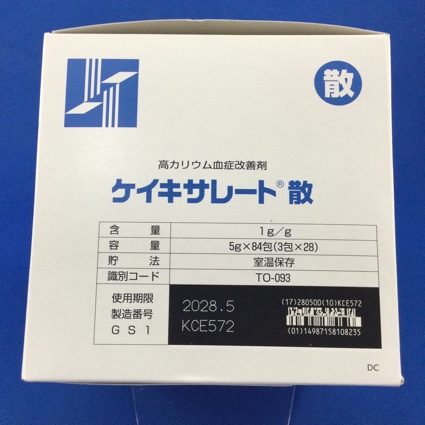 散
高カリウム血症改善剤
ケイキサレート®散
含量 1g/g
容量 5g×84包(3包×28)
貯法 室温保存
識別コード TO-093
使用期限 2028.5
製造番号 KCE572
GS1
(17)280500(10)KCE572
(01)14987158108235
DC